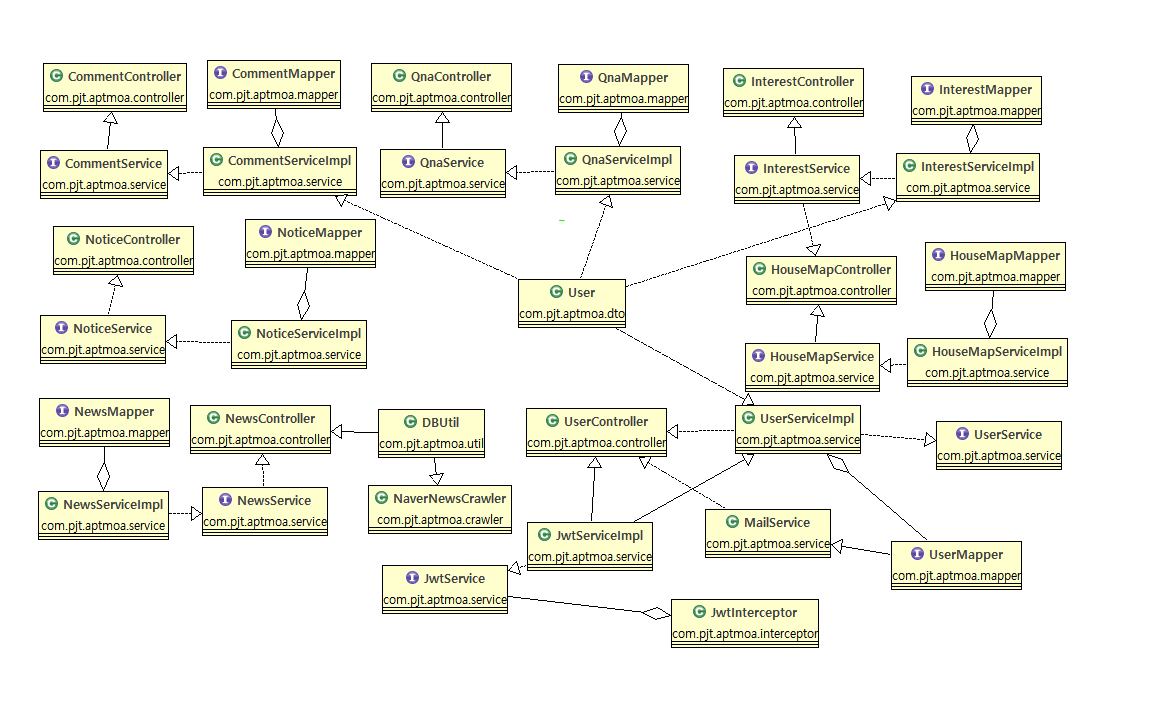 CommentController
com.pjt.aptmoa.controller
CommentMapper
com.pjt.aptmoa.mapper
QnaController
com.pjt.aptmoa.controller
QnaMapper
com.pjt.aptmoa.mapper
InterestController
com.pjt.aptmoa.controller
InterestMapper
com.pjt.aptmoa.mapper
CommentService
com.pjt.aptmoa.service
CommentServiceImpl
com.pjt.aptmoa.service
QnaService
com.pjt.aptmoa.service
QnaServiceImpl
com.pjt.aptmoa.service
InterestService
com.pjt.aptmoa.service
InterestServiceImpl
com.pjt.aptmoa.service
NoticeController
com.pjt.aptmoa.controller
NoticeMapper
com.pjt.aptmoa.mapper
User
com.pjt.aptmoa.dto
HouseMapController
com.pjt.aptmoa.controller
HouseMapMapper
com.pjt.aptmoa.mapper
NoticeService
com.pjt.aptmoa.service
NoticeServiceImpl
com.pjt.aptmoa.service
HouseMapService
com.pjt.aptmoa.service
HouseMapServiceImpl
com.pjt.aptmoa.service
NewsMapper
com.pjt.aptmoa.mapper
NewsController
com.pjt.aptmoa.controller
DBUtil
com.pjt.aptmoa.util
UserController
com.pjt.aptmoa.controller
UserServiceImpl
com.pjt.aptmoa.service
UserService
com.pjt.aptmoa.service
NewsServiceImpl
com.pjt.aptmoa.service
NewsService
com.pjt.aptmoa.service
NaverNewsCrawler
com.pjt.aptmoa.crawler
JwtServiceImpl
com.pjt.aptmoa.service
MailService
com.pjt.aptmoa.service
UserMapper
com.pjt.aptmoa.mapper
JwtService
com.pjt.aptmoa.service
JwtInterceptor
com.pjt.aptmoa.interceptor